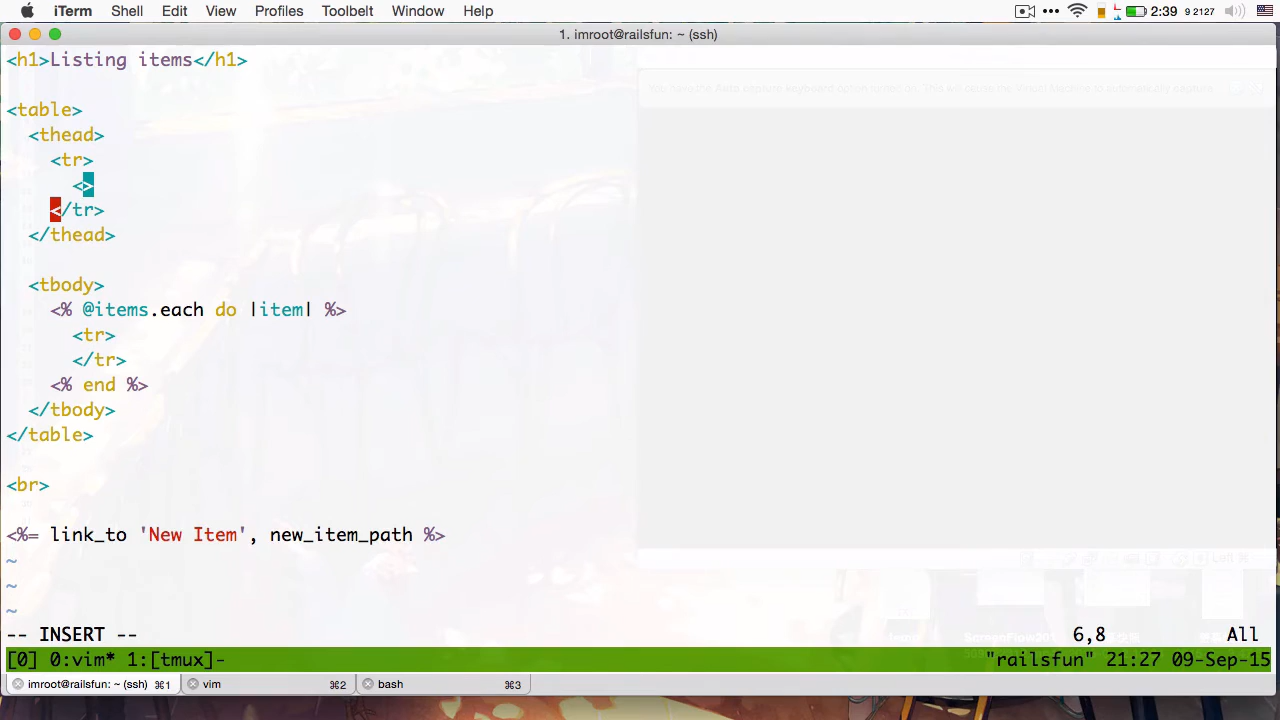 iTerm Shell Edit View Profiles Toolbelt Window Help 2:39 9 2127
1. imroot@railsfun: ~ (ssh)
<h1>Listing items</h1>
<table>
<thead>
<tr>
<>
</tr>
</thead>
<tbody>
<% @items.each do |item| %>
<tr>
</tr>
<% end %>
</tbody>
</table>
<br>
<%= link_to 'New Item', new_item_path %>
~
~
~
-- INSERT -- 6,8 All
[0] 0:vim* 1:[tmux]- "railsfun" 21:27 09-Sep-15
imroot@railsfun: ~ (ssh) ⌘1 vim ⌘2 bash ⌘3